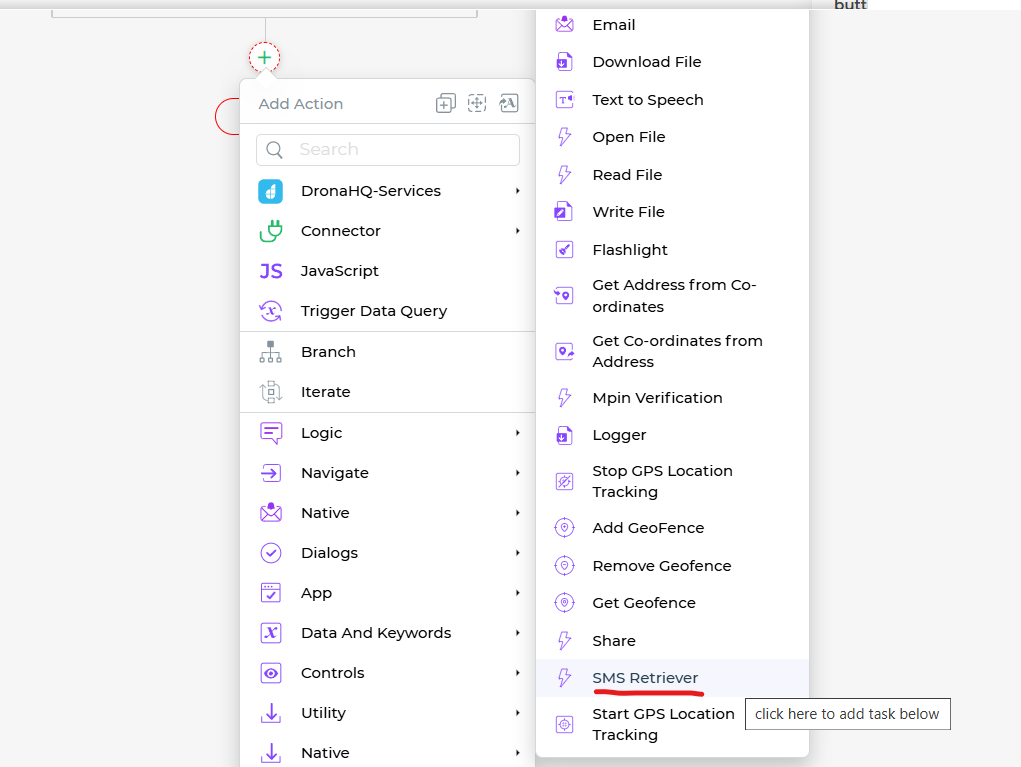 butt
Add Action
Search
DronaHQ-Services
Connector
JS JavaScript
Trigger Data Query
Branch
Iterate
Logic
Navigate
Native
Dialogs
App
Data And Keywords
Controls
Utility
Native
Email
Download File
Text to Speech
Open File
Read File
Write File
Flashlight
Get Address from Co-
ordinates
Get Co-ordinates from
Address
Mpin Verification
Logger
Stop GPS Location
Tracking
Add GeoFence
Remove Geofence
Get Geofence
Share
SMS Retriever
Start GPS Location
Tracking
click here to add task below